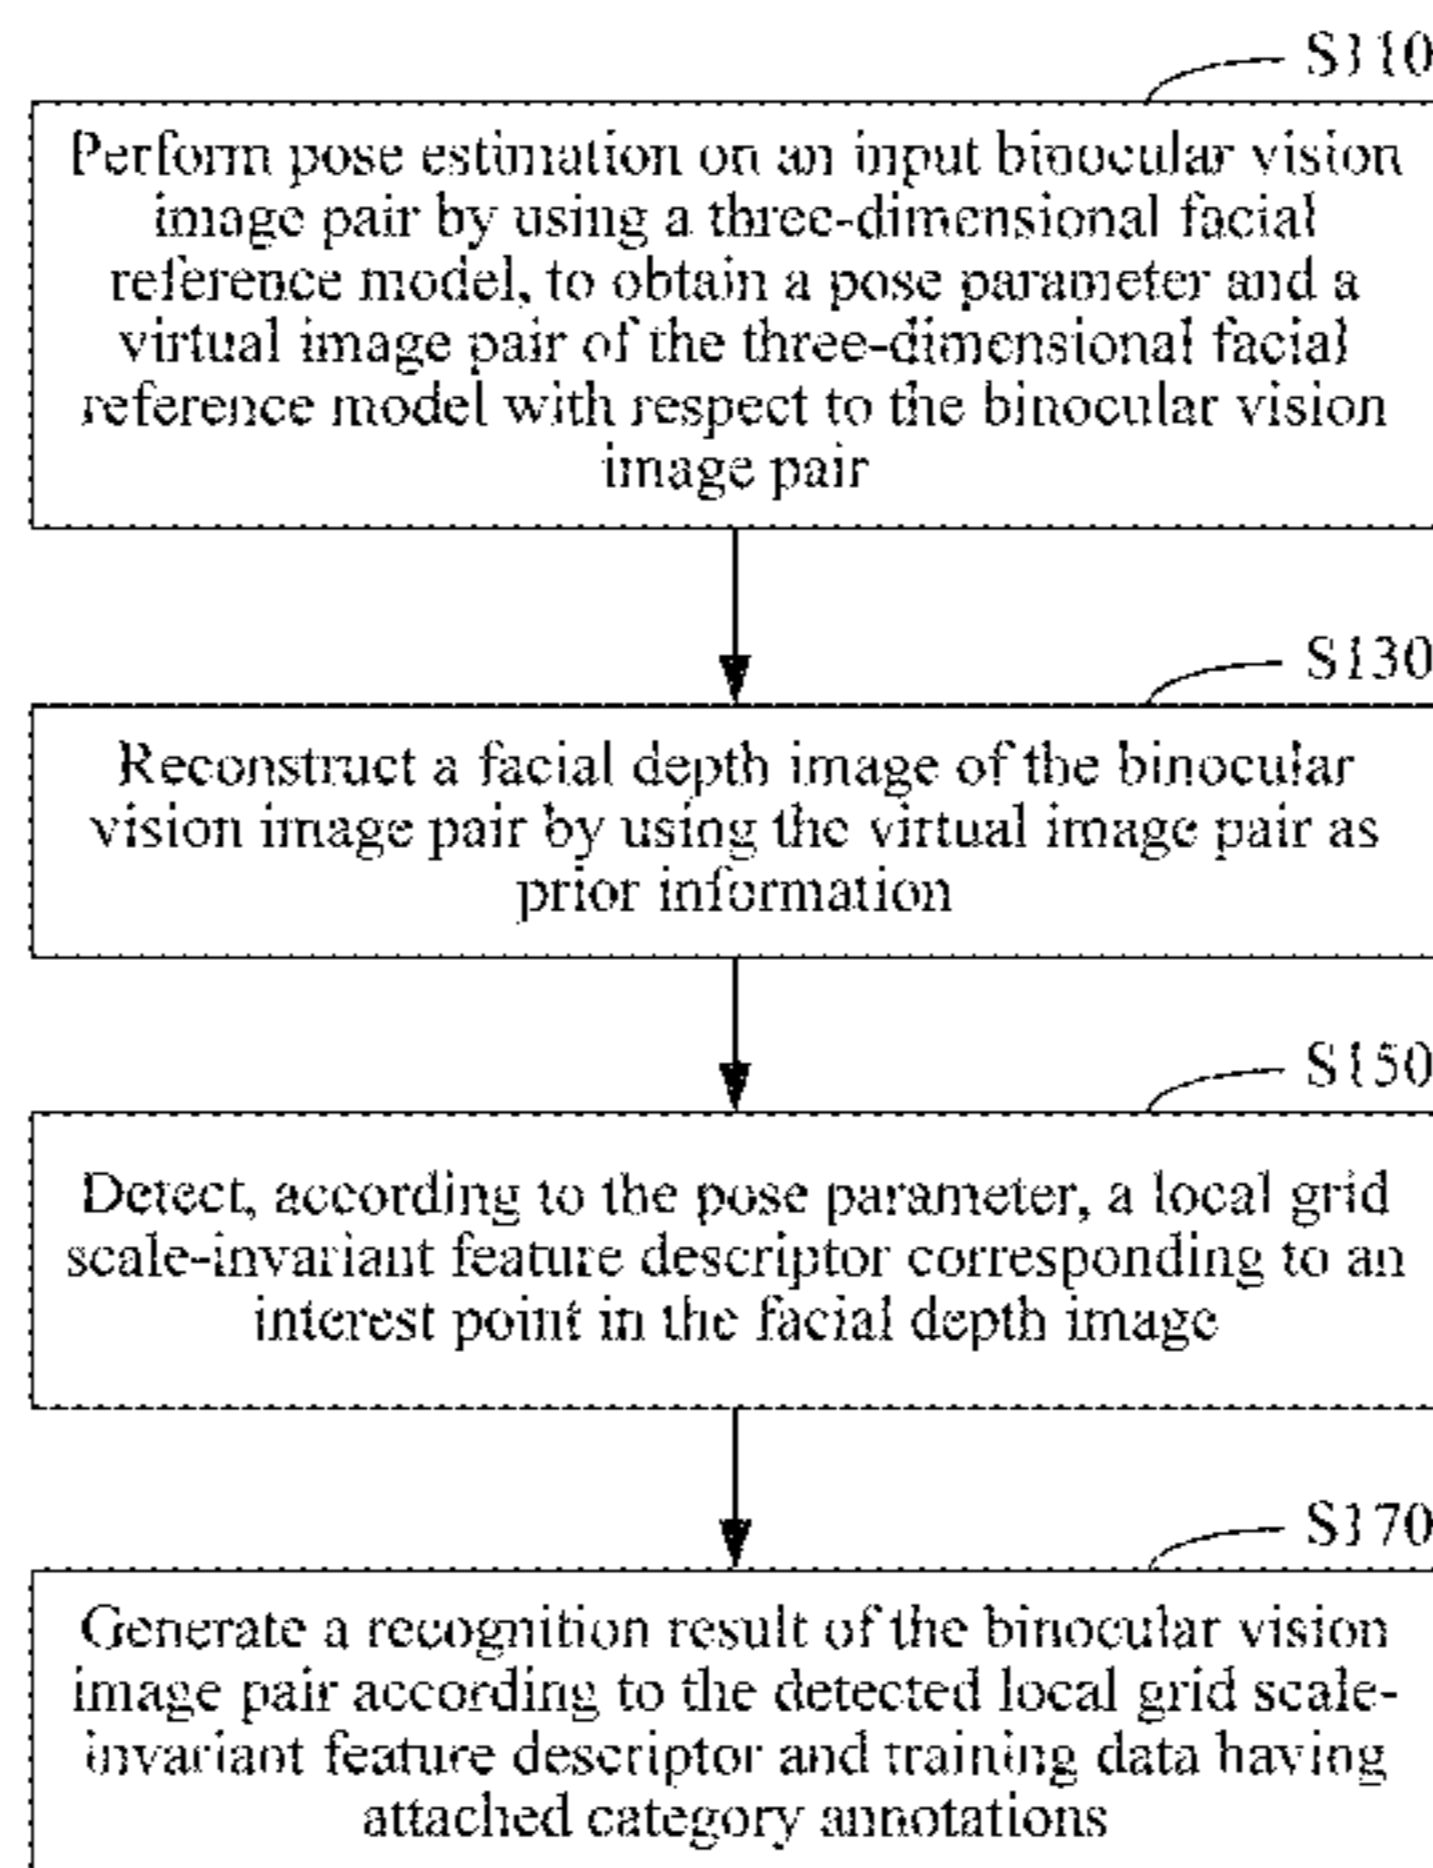 S110
Perform pose estimation on an input binocular vision
image pair by using a three-dimensional facial
reference model, to obtain a pose parameter and a
virtual image pair of the three-dimensional facial
reference model with respect to the binocular vision
image pair
S130
Reconstruct a facial depth image of the binocular
vision image pair by using the virtual image pair as
prior information
S150
Detect, according to the pose parameter, a local grid
scale-invariant feature descriptor corresponding to an
interest point in the facial depth image
S170
Generate a recognition result of the binocular vision
image pair according to the detected local grid scale-
invariant feature descriptor and training data having
attached category annotations